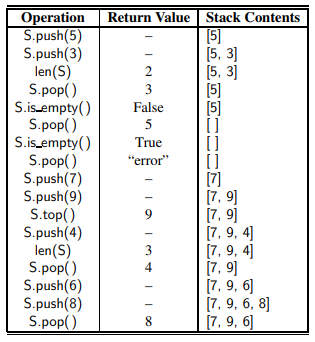 Operation Return Value Stack Contents
S.push(5) – [5]
S.push(3) – [5, 3]
len(S) 2 [5, 3]
S.pop( ) 3 [5]
S.is_empty( ) False [5]
S.pop( ) 5 [ ]
S.is_empty( ) True [ ]
S.pop( ) “error” [ ]
S.push(7) – [7]
S.push(9) – [7, 9]
S.top( ) 9 [7, 9]
S.push(4) – [7, 9, 4]
len(S) 3 [7, 9, 4]
S.pop( ) 4 [7, 9]
S.push(6) – [7, 9, 6]
S.push(8) – [7, 9, 6, 8]
S.pop( ) 8 [7, 9, 6]